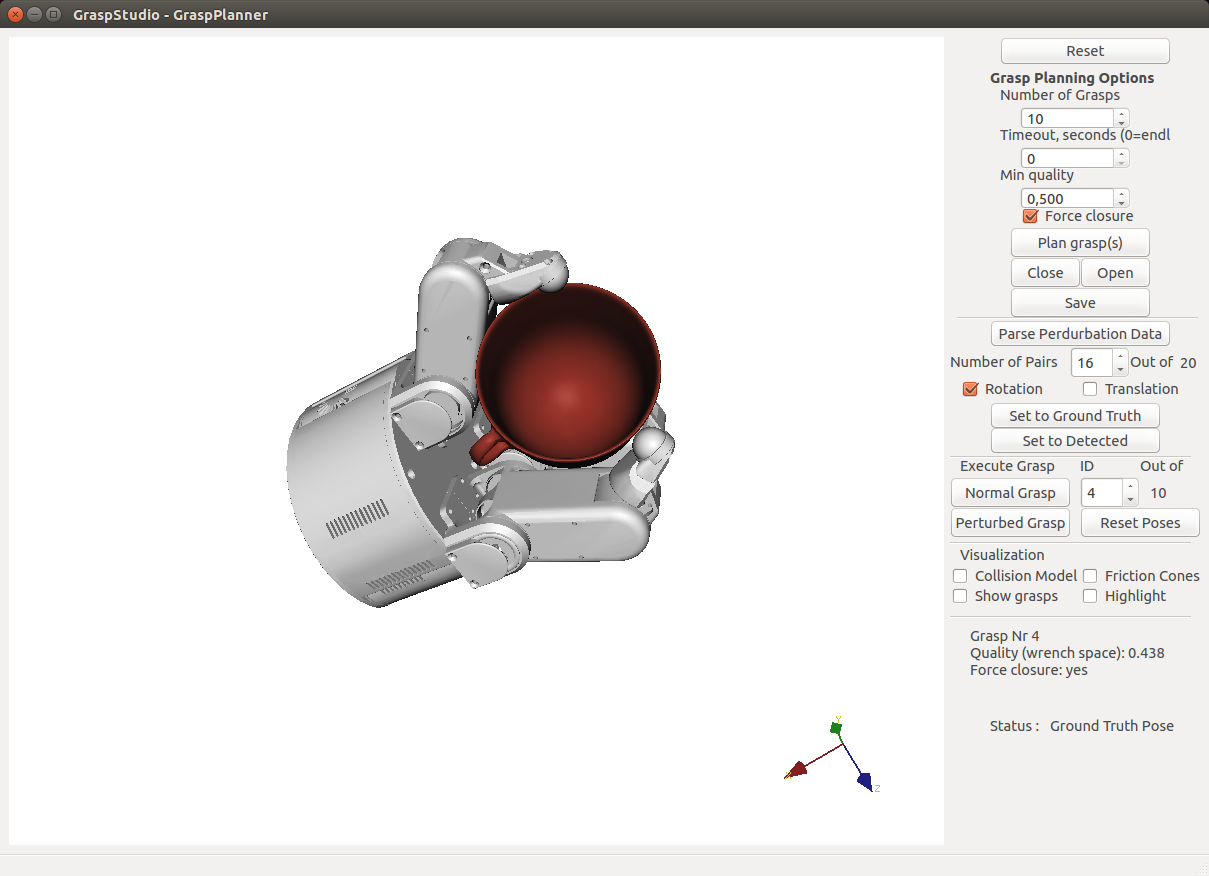 GraspStudio - GraspPlanner
Reset
Grasp Planning Options
Number of Grasps
10
Timeout, seconds (0=endl
0
Min quality
0,500
Force closure
Plan grasp(s)
Close Open
Save
Parse Perdurbation Data
Number of Pairs 16 Out of 20
Rotation Translation
Set to Ground Truth
Set to Detected
Execute Grasp ID Out of
Normal Grasp 4 10
Perturbed Grasp Reset Poses
Visualization
Collision Model Friction Cones
Show grasps Highlight
Grasp Nr 4
Quality (wrench space): 0.438
Force closure: yes
Status : Ground Truth Pose
Y
Z